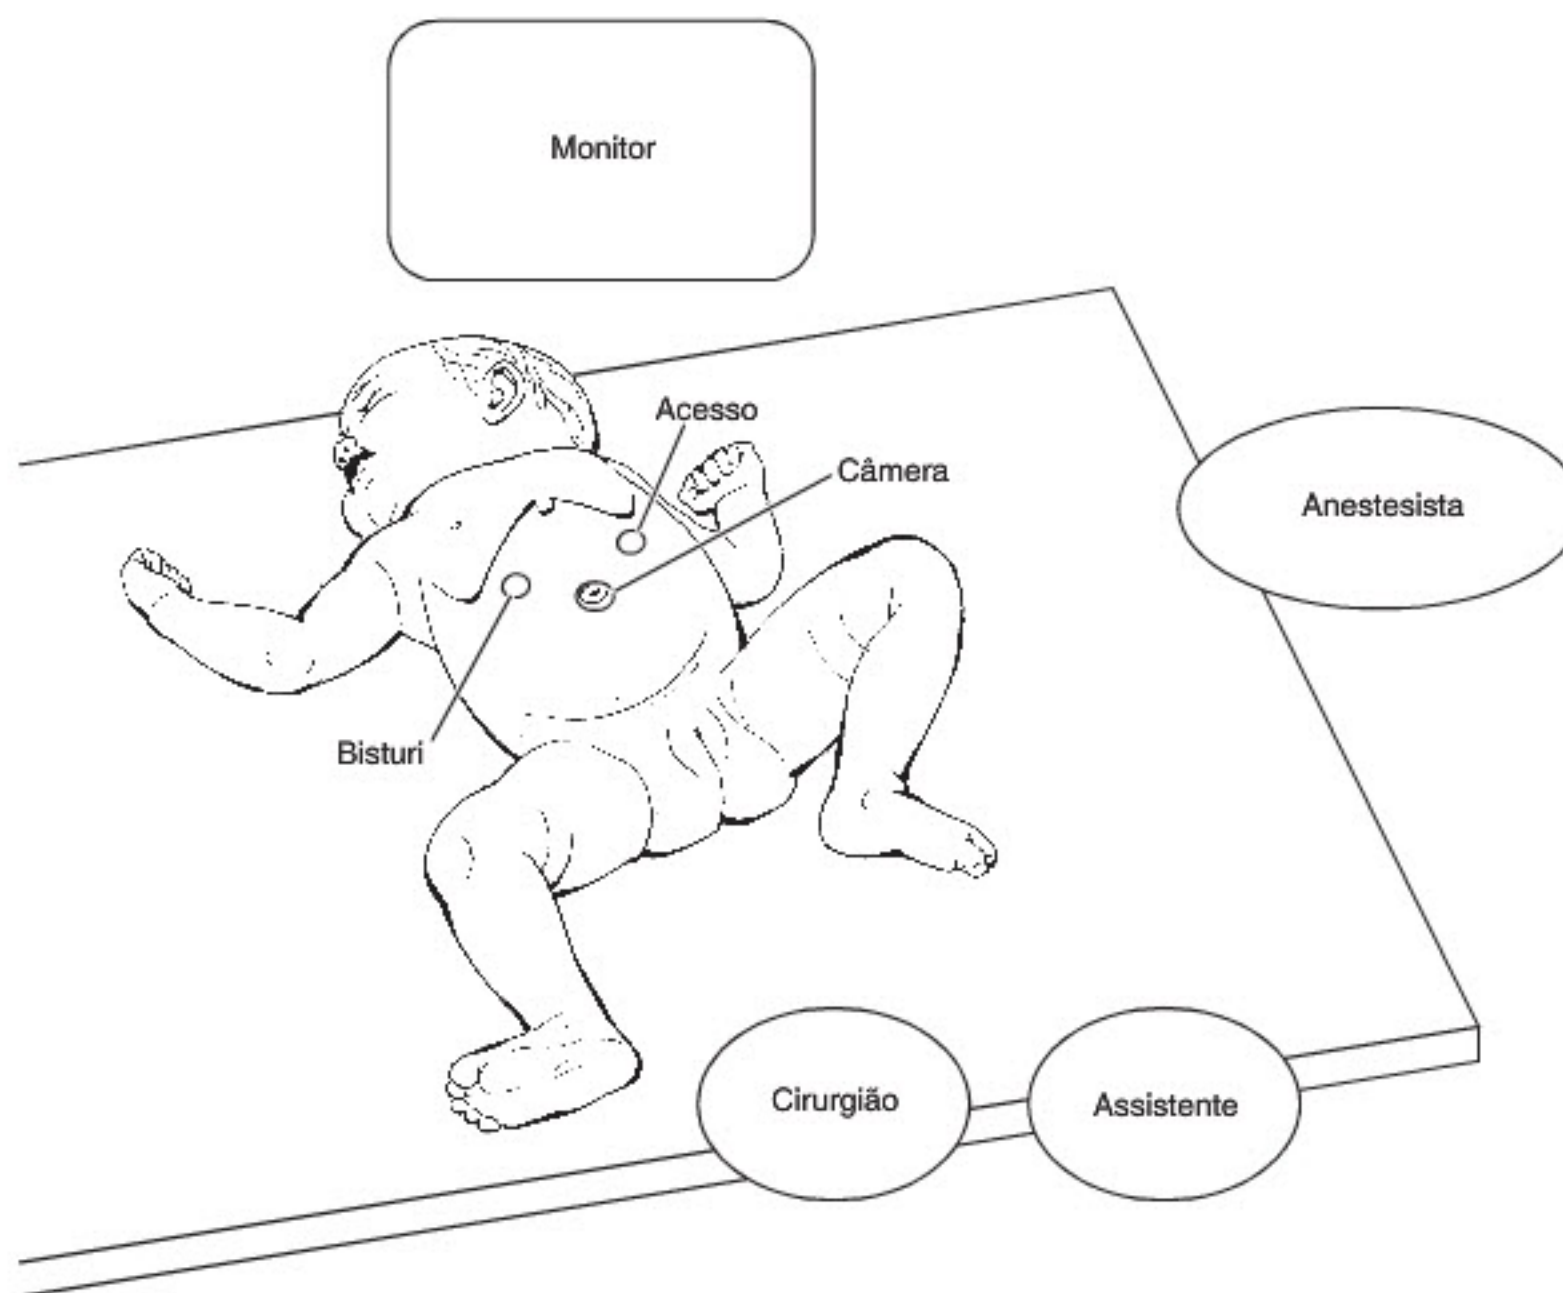 Monitor
Acesso
Câmera
Anestesista
Bisturi
Cirurgião
Assistente